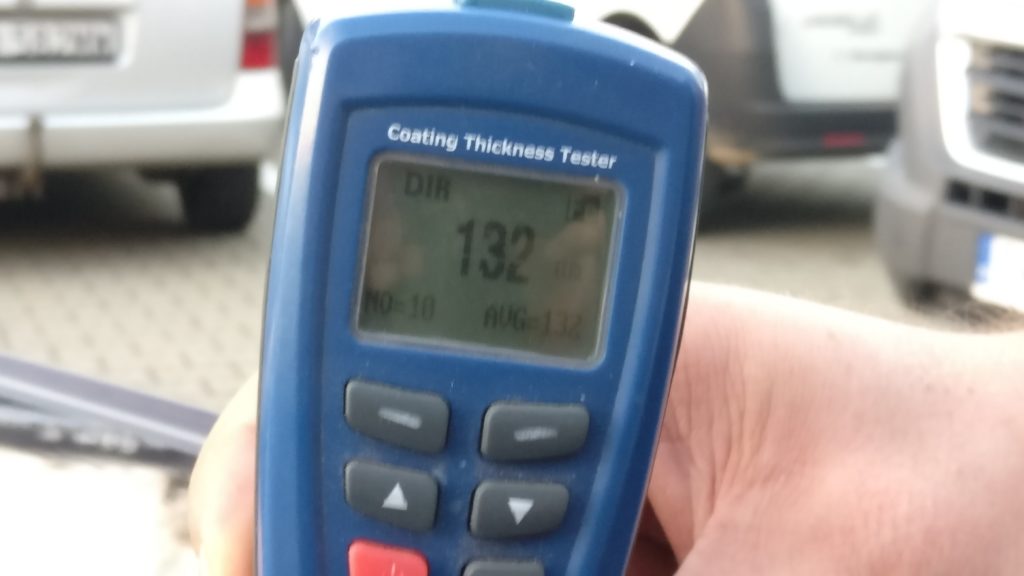 Coating Thickness Tester
DIR
132
NO=10 AVG=132